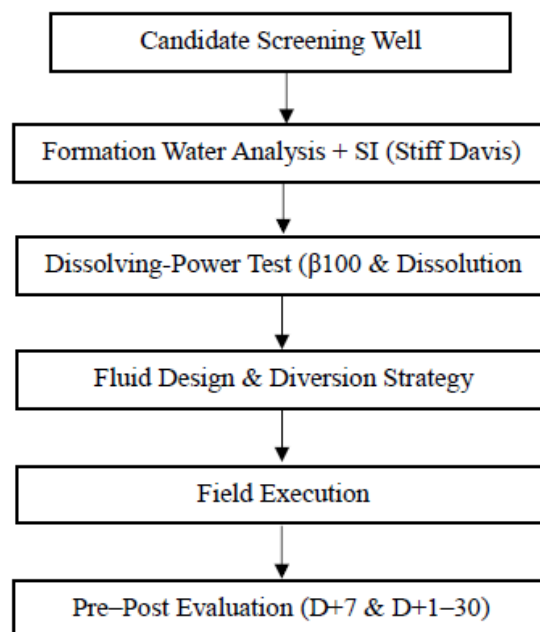 Candidate Screening Well
Formation Water Analysis + SI (Stiff Davis)
Dissolving-Power Test (β100 & Dissolution
Fluid Design & Diversion Strategy
Field Execution
Pre–Post Evaluation (D+7 & D+1–30)